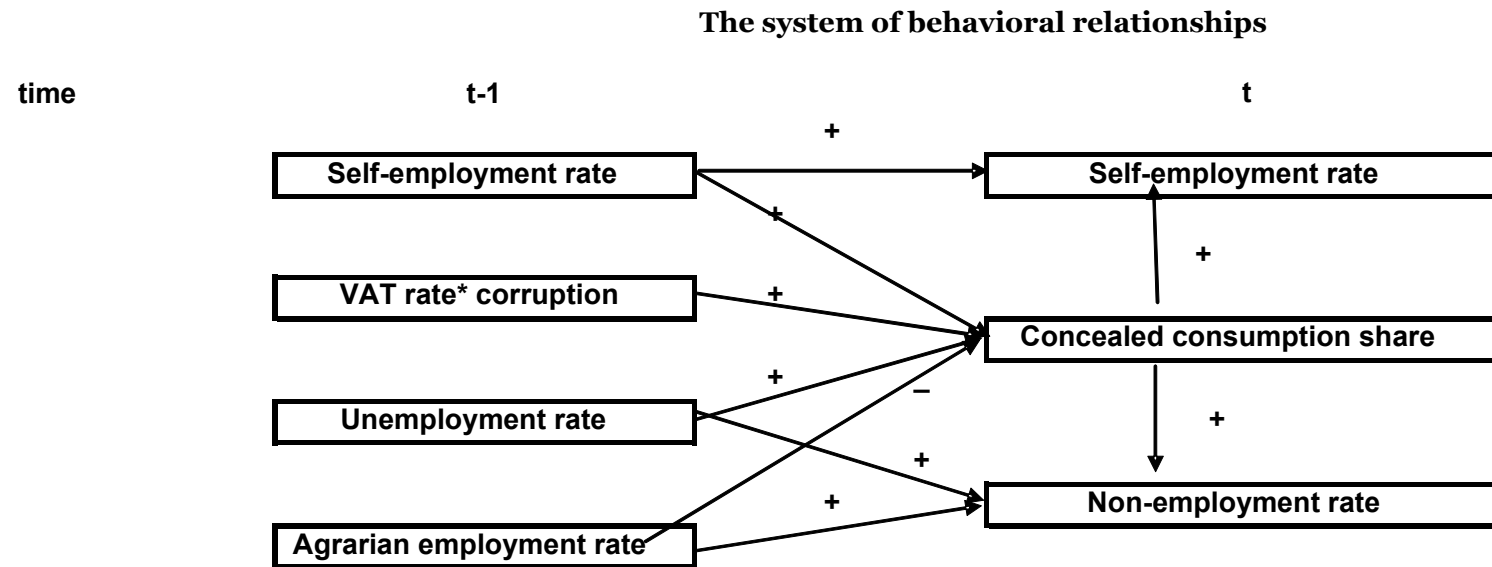 The system of behavioral relationships
time t-1 t
+
Self-employment rate Self-employment rate
+
+
VAT rate* corruption +
Concealed consumption share
+
–
Unemployment rate +
+
+ Non-employment rate
Agrarian employment rate